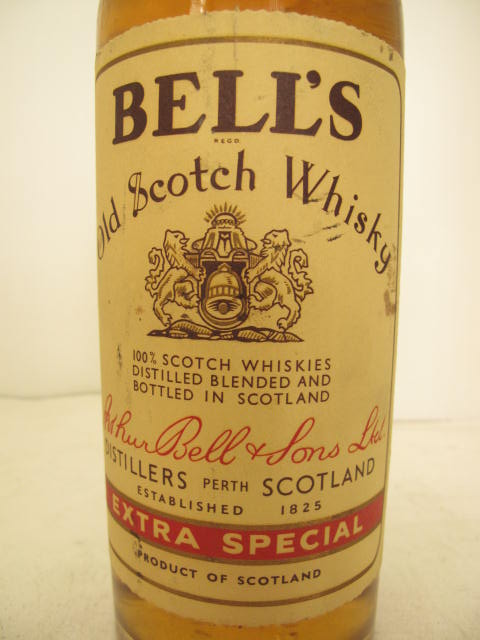 BELL'S
REGD.
Old Scotch Whisky
100% SCOTCH WHISKIES
DISTILLED BLENDED AND
BOTTLED IN SCOTLAND
Arthur Bell & Sons Ltd.
DISTILLERS PERTH SCOTLAND
ESTABLISHED 1825
EXTRA SPECIAL
PRODUCT OF SCOTLAND